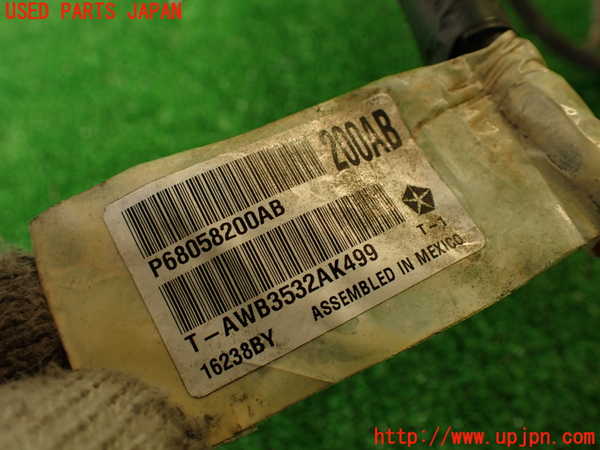 USED PARTS JAPAN
200AB
P68058200AB
T-AWB3532AK499
T-1
ASSEMBLED IN MEXICO
16238BY
http://www.upjpn.com/